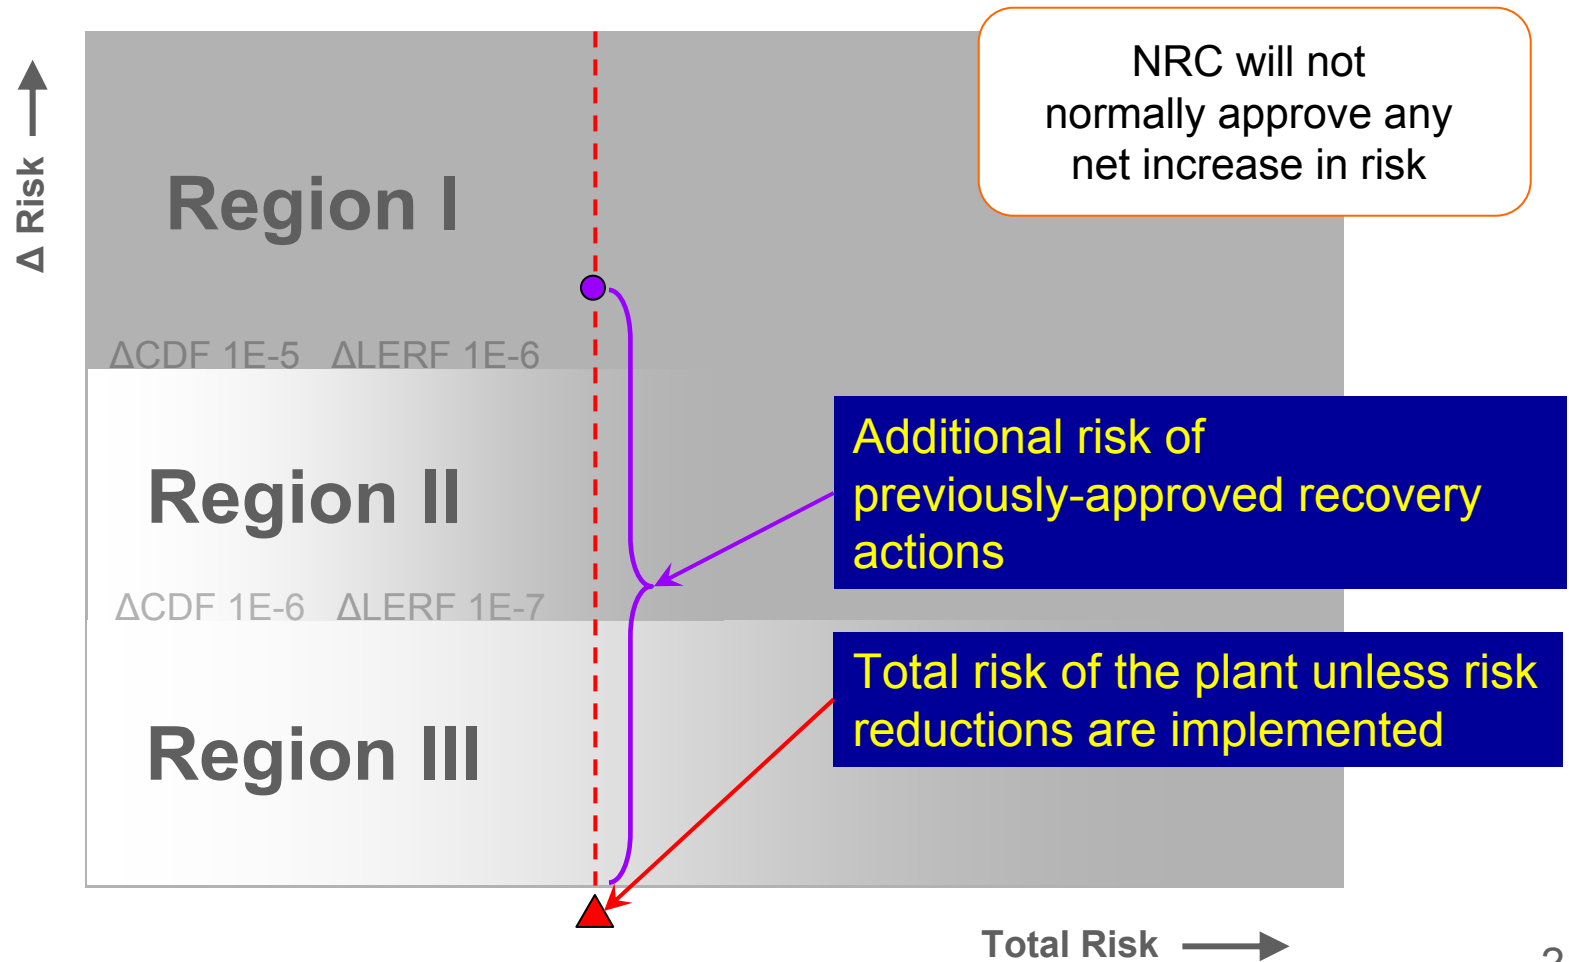 NRC will not
normally approve any
net increase in risk
Δ Risk
Region I
ΔCDF 1E-5 ΔLERF 1E-6
Region II
Additional risk of
previously-approved recovery
actions
ΔCDF 1E-6 ΔLERF 1E-7
Region III
Total risk of the plant unless risk
reductions are implemented
Total Risk